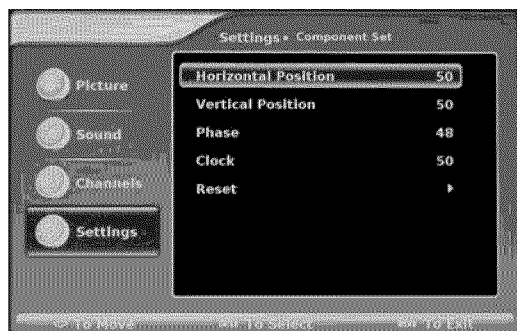 Settings • Component Set
Picture
Sound
Channels
Settings
Horizontal Position 50
Vertical Position 50
Phase 48
Clock 50
Reset
To Move To Select To Exit